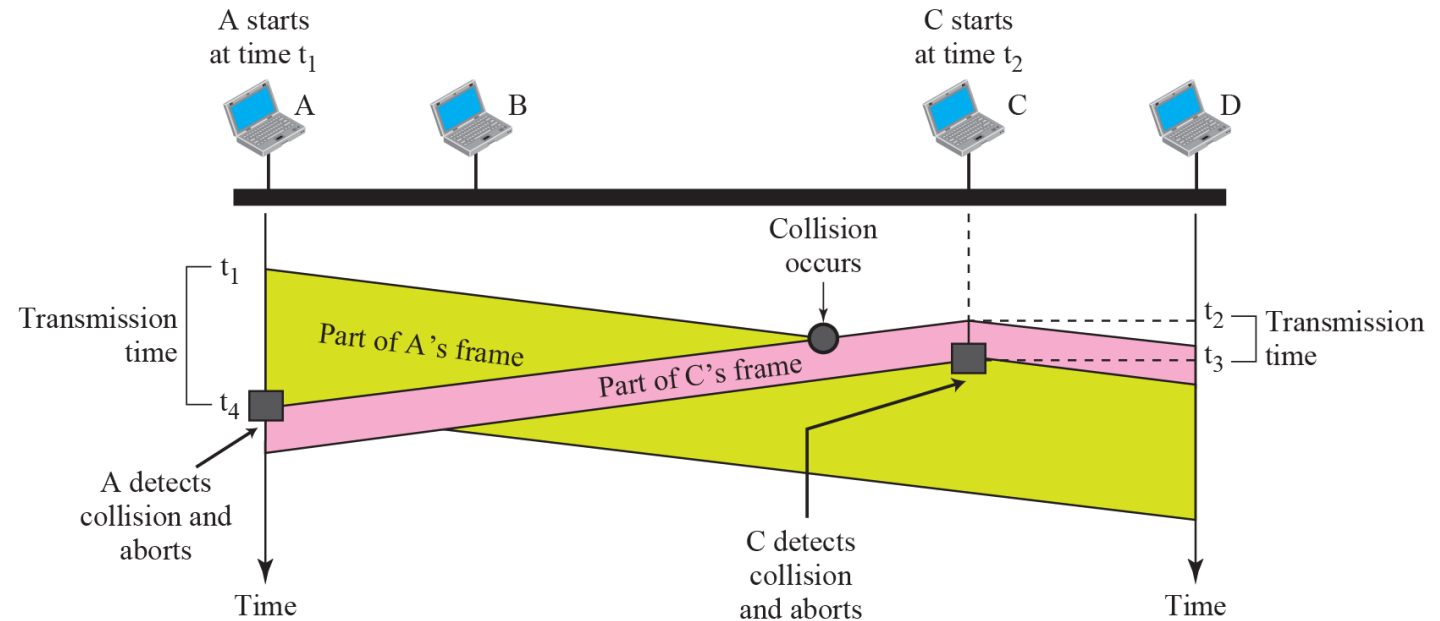 A starts
at time t1
C starts
at time t2
A
B
C
D
Collision
occurs
t1
Transmission
time
t4
Part of A's frame
Part of C's frame
t2
t3
Transmission
time
A detects
collision and
aborts
C detects
collision
and aborts
Time
Time